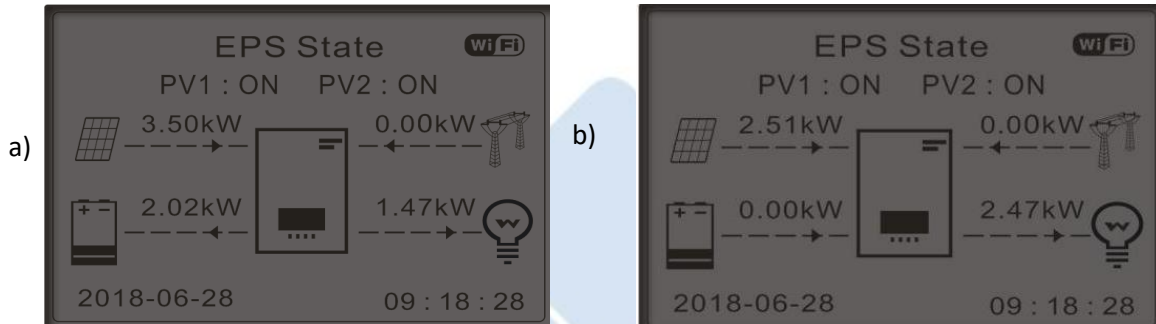 a)
EPS State WiFi
PV1 : ON PV2 : ON
3.50kW 0.00kW
2.02kW 1.47kW
2018-06-28 09 : 18 : 28
b)
EPS State WiFi
PV1 : ON PV2 : ON
2.51kW 0.00kW
0.00kW 2.47kW
2018-06-28 09 : 18 : 28